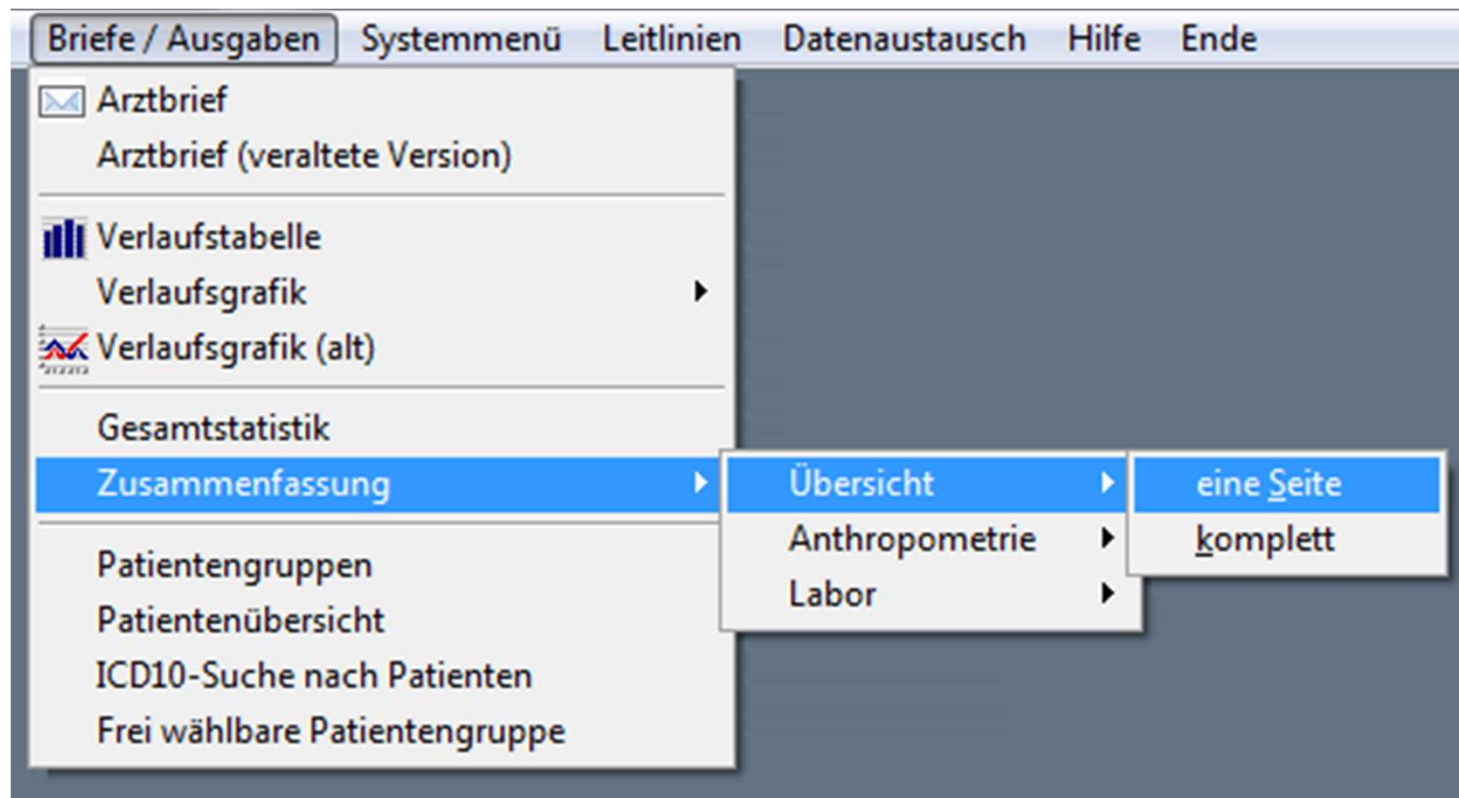 Briefe / Ausgaben Systemmenü Leitlinien Datenaustausch Hilfe Ende
Arztbrief
Arztbrief (veraltete Version)
Verlaufstabelle
Verlaufsgrafik
Verlaufsgrafik (alt)
Gesamtstatistik
Zusammenfassung
Patientengruppen
Patientenübersicht
ICD10-Suche nach Patienten
Frei wählbare Patientengruppe
Übersicht
Anthropometrie
Labor
eine Seite
komplett